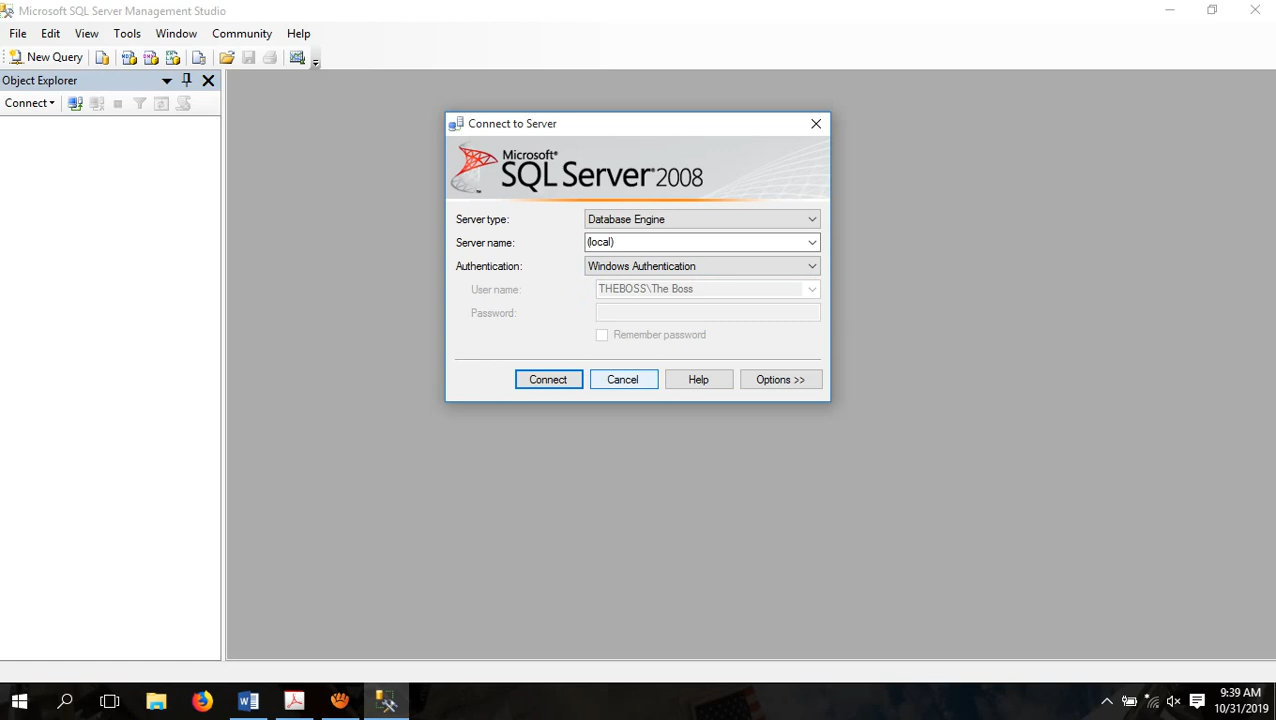 Microsoft SQL Server Management Studio
File Edit View Tools Window Community Help
New Query
Object Explorer
Connect
Connect to Server
Microsoft®
SQL Server® 2008
Server type: Database Engine
Server name: (local)
Authentication: Windows Authentication
User name: THEBOSS\The Boss
Password:
Remember password
Connect Cancel Help Options >>
9:39 AM
10/31/2019